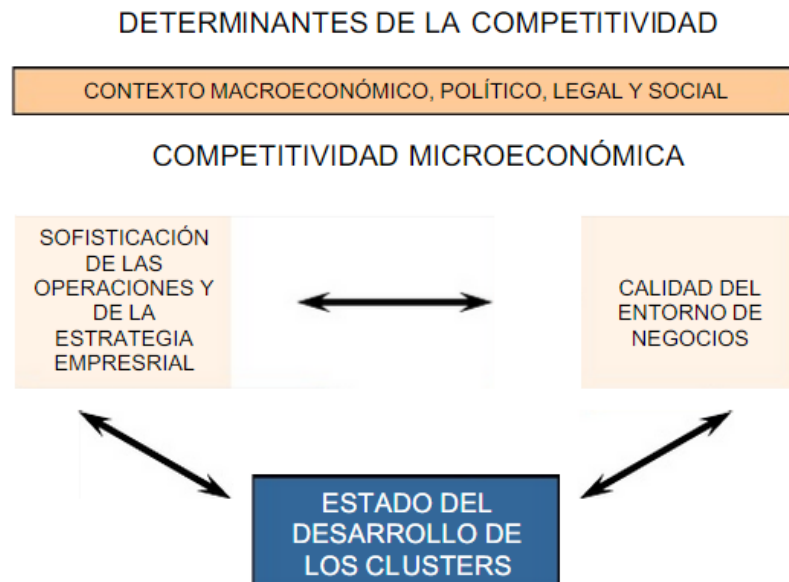 DETERMINANTES DE LA COMPETITIVIDAD
CONTEXTO MACROECONÓMICO, POLÍTICO, LEGAL Y SOCIAL
COMPETITIVIDAD MICROECONÓMICA
SOFISTICACIÓN
DE LAS
OPERACIONES Y
DE LA
ESTRATEGIA
EMPRESRIAL
CALIDAD DEL
ENTORNO DE
NEGOCIOS
ESTADO DEL
DESARROLLO DE
LOS CLUSTERS